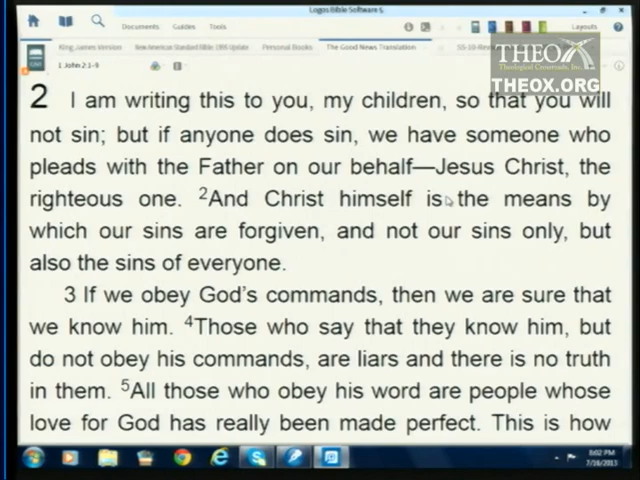 Logos Bible Software 5
Documents Guides Tools
Layouts
King James Version New American Standard Bible: 1995 Update Personal Books The Good News Translation
1 John 2:1–9
THEOX
Theological Crossroads, Inc.
THEOX.ORG
2 I am writing this to you, my children, so that you will
not sin; but if anyone does sin, we have someone who
pleads with the Father on our behalf—Jesus Christ, the
righteous one. ²And Christ himself is the means by
which our sins are forgiven, and not our sins only, but
also the sins of everyone.
3 If we obey God's commands, then we are sure that
we know him. ⁴Those who say that they know him, but
do not obey his commands, are liars and there is no truth
in them. ⁵All those who obey his word are people whose
love for God has really been made perfect. This is how
8:02 PM
7/16/2013